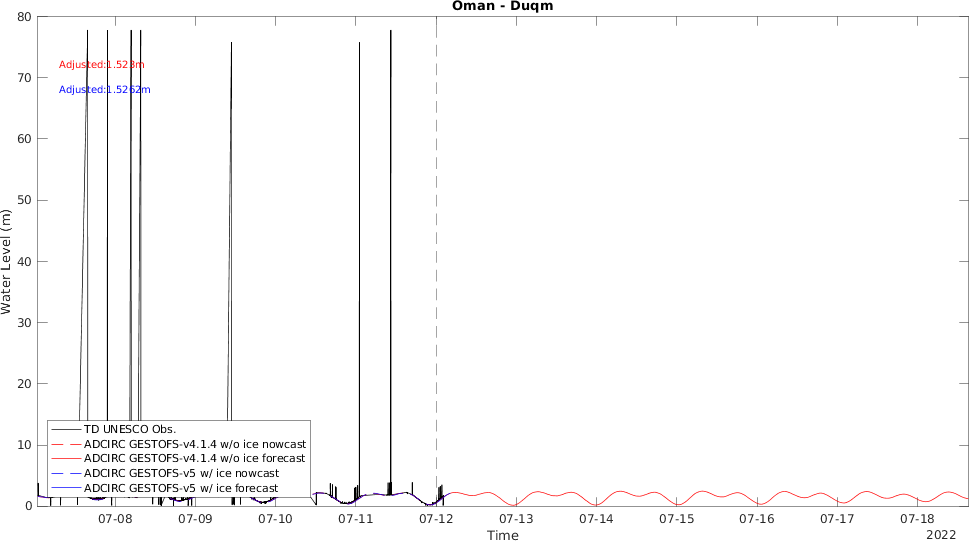 Oman - Duqm
80
70
60
50
40
30
20
10
0
Water Level (m)
Adjusted:1.523m
Adjusted:1.5262m
TD UNESCO Obs.
ADCIRC GESTOFS-v4.1.4 w/o ice nowcast
ADCIRC GESTOFS-v4.1.4 w/o ice forecast
ADCIRC GESTOFS-v5 w/ ice nowcast
ADCIRC GESTOFS-v5 w/ ice forecast
07-08 07-09 07-10 07-11 07-12 07-13 07-14 07-15 07-16 07-17 07-18
Time
2022